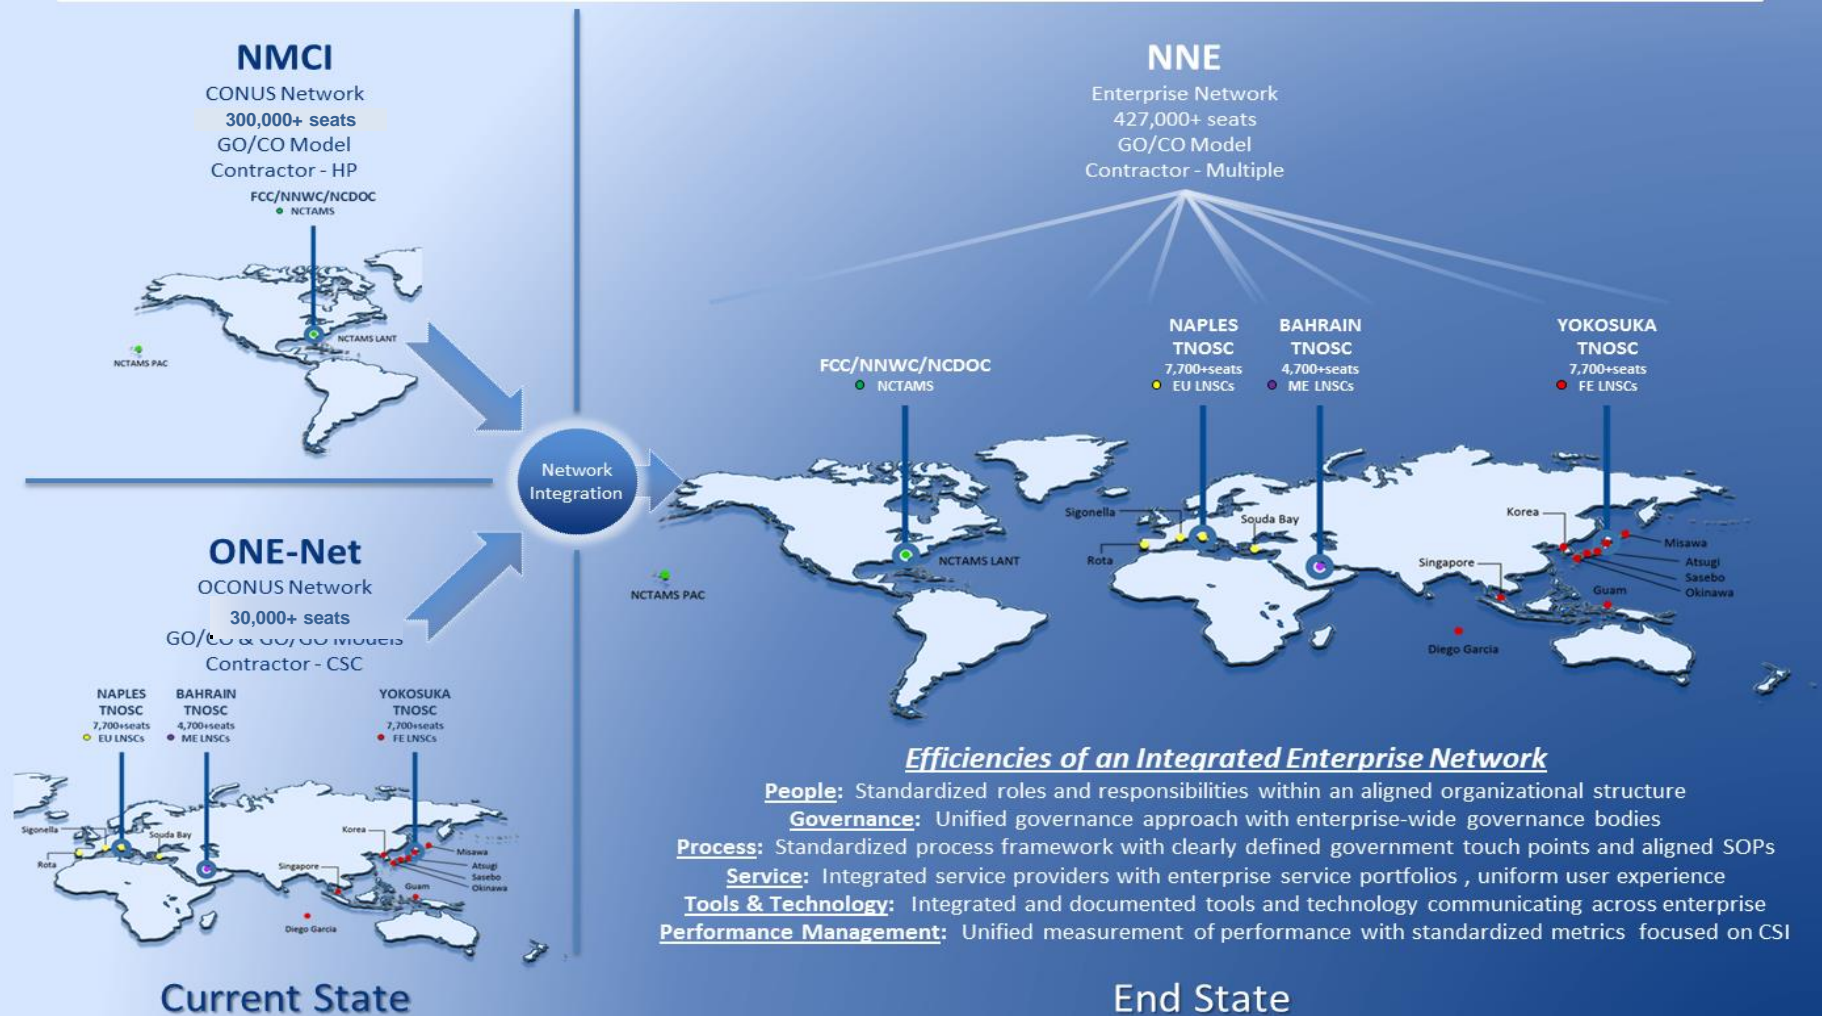 NMCI
CONUS Network
300,000+ seats
GO/CO Model
Contractor - HP
FCC/NNWC/NCDOC
NCTAMS
NCTAMS LANT
NCTAMS PAC
ONE-Net
OCONUS Network
30,000+ seats
GO/CO & GO/GO Models
Contractor - CSC
NAPLES
TNOSC
7,700+seats
EU LNSCs
BAHRAIN
TNOSC
4,700+seats
ME LNSCs
YOKOSUKA
TNOSC
7,700+seats
FE LNSCs
Sigonella
Souda Bay
Rota
Korea
Misawa
Atsugi
Sasebo
Okinawa
Singapore
Guam
Diego Garcia
Current State
Network
Integration
NNE
Enterprise Network
427,000+ seats
GO/CO Model
Contractor - Multiple
FCC/NNWC/NCDOC
NCTAMS
NAPLES
TNOSC
7,700+seats
EU LNSCs
BAHRAIN
TNOSC
4,700+seats
ME LNSCs
YOKOSUKA
TNOSC
7,700+seats
FE LNSCs
NCTAMS LANT
NCTAMS PAC
Sigonella
Souda Bay
Rota
Korea
Misawa
Atsugi
Sasebo
Okinawa
Singapore
Guam
Diego Garcia
Efficiencies of an Integrated Enterprise Network
People: Standardized roles and responsibilities within an aligned organizational structure
Governance: Unified governance approach with enterprise-wide governance bodies
Process: Standardized process framework with clearly defined government touch points and aligned SOPs
Service: Integrated service providers with enterprise service portfolios , uniform user experience
Tools & Technology: Integrated and documented tools and technology communicating across enterprise
Performance Management: Unified measurement of performance with standardized metrics focused on CSI
End State